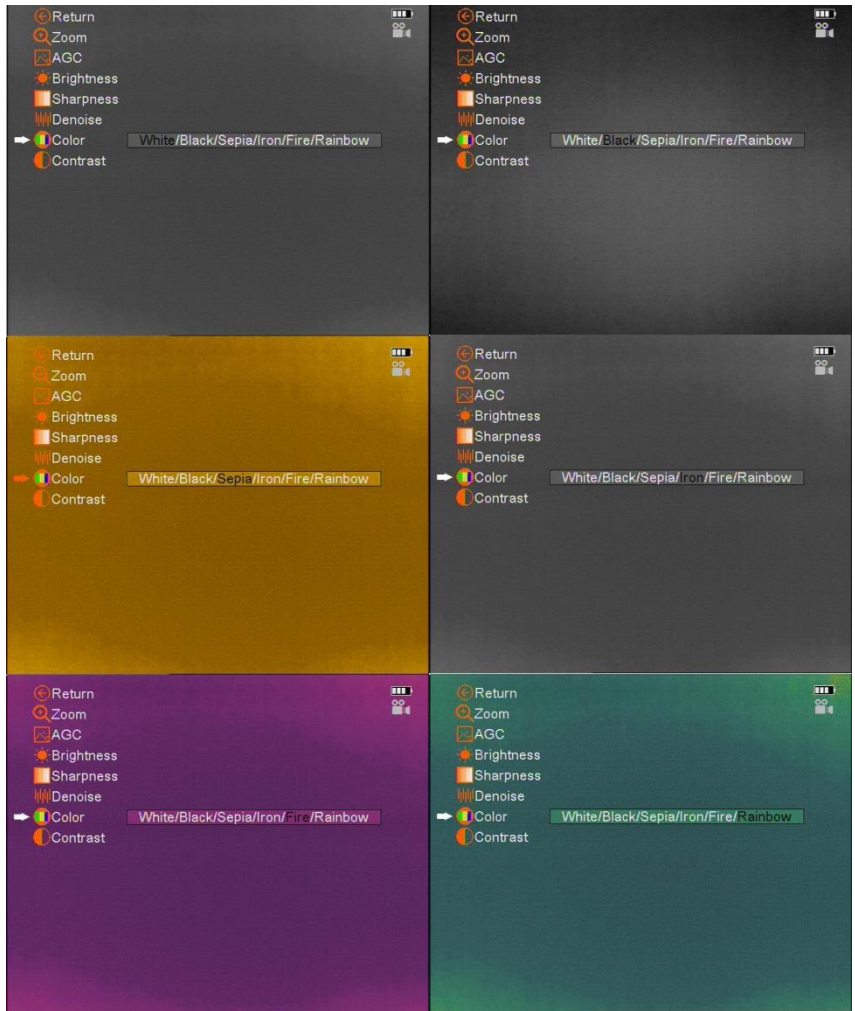 Return
Zoom
AGC
Brightness
Sharpness
Denoise
Color White/Black/Sepia/Iron/Fire/Rainbow
Contrast
Return
Zoom
AGC
Brightness
Sharpness
Denoise
Color White/Black/Sepia/Iron/Fire/Rainbow
Contrast
Return
Zoom
AGC
Brightness
Sharpness
Denoise
Color White/Black/Sepia/Iron/Fire/Rainbow
Contrast
Return
Zoom
AGC
Brightness
Sharpness
Denoise
Color White/Black/Sepia/Iron/Fire/Rainbow
Contrast
Return
Zoom
AGC
Brightness
Sharpness
Denoise
Color White/Black/Sepia/Iron/Fire/Rainbow
Contrast
Return
Zoom
AGC
Brightness
Sharpness
Denoise
Color White/Black/Sepia/Iron/Fire/Rainbow
Contrast